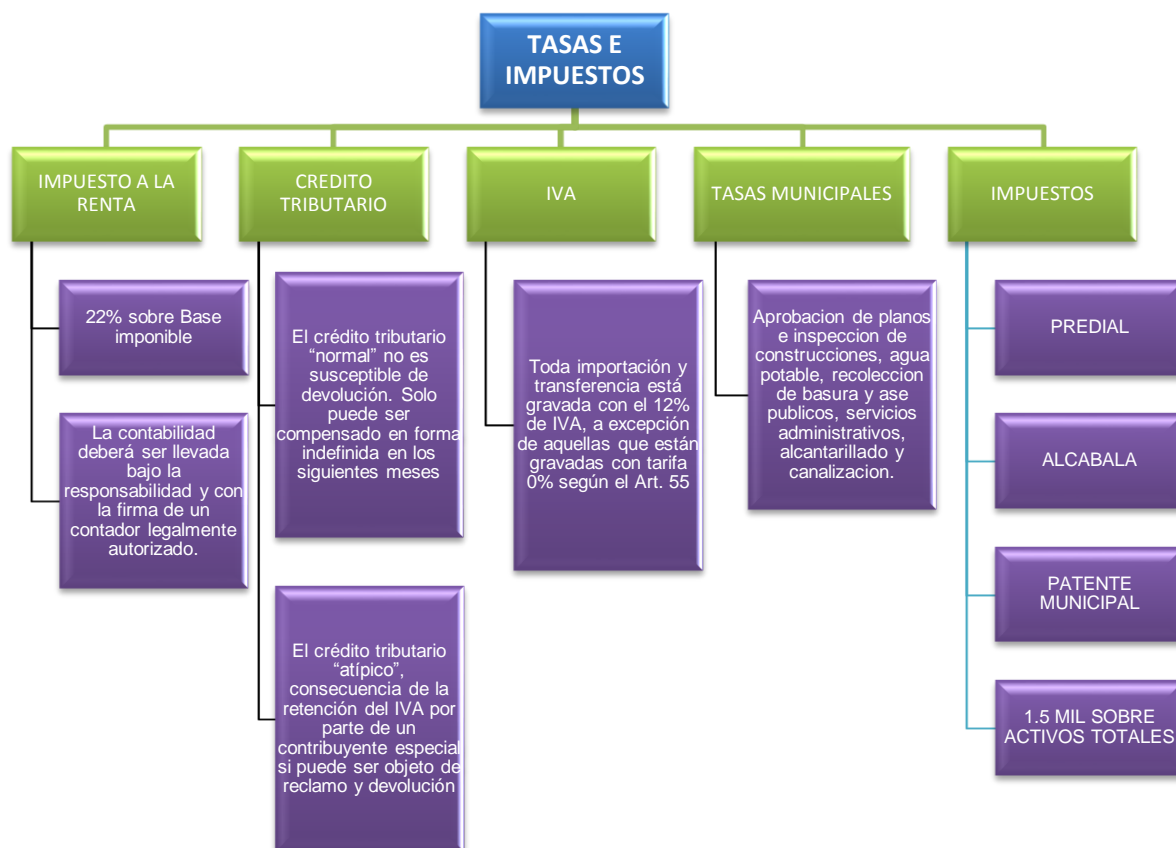 TASAS E
IMPUESTOS
IMPUESTO A LA
RENTA
22% sobre Base
imponible
La contabilidad
deberá ser llevada
bajo la
responsabilidad y con
la firma de un
contador legalmente
autorizado.
CREDITO
TRIBUTARIO
El crédito tributario
“normal” no es
susceptible de
devolución. Solo
puede ser
compensado en forma
indefinida en los
siguientes meses
El crédito tributario
“atípico”,
consecuencia de la
retención del IVA por
parte de un
contribuyente especial
si puede ser objeto de
reclamo y devolución
IVA
Toda importación y
transferencia está
gravada con el 12%
de IVA, a excepción
de aquellas que están
gravadas con tarifa
0% según el Art. 55
TASAS MUNICIPALES
Aprobacion de planos
e inspeccion de
construcciones, agua
potable, recoleccion
de basura y ase
publicos, servicios
administrativos,
alcantarillado y
canalizacion.
IMPUESTOS
PREDIAL
ALCABALA
PATENTE
MUNICIPAL
1.5 MIL SOBRE
ACTIVOS TOTALES